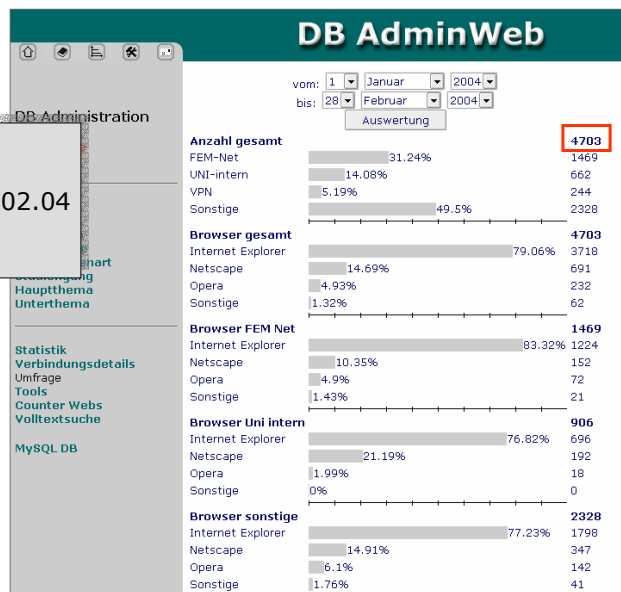 DB AdminWeb
vom: 1 Januar 2004
bis: 28 Februar 2004
Auswertung
DB Administration
02.04
nart
Studiengang
Hauptthema
Unterthema
Statistik
Verbindungsdetails
Umfrage
Tools
Counter Webs
Volltextsuche
MySQL DB
Anzahl gesamt 4703
FEM-Net 31.24% 1469
UNI-intern 14.08% 662
VPN 5.19% 244
Sonstige 49.5% 2328
Browser gesamt 4703
Internet Explorer 79.06% 3718
Netscape 14.69% 691
Opera 4.93% 232
Sonstige 1.32% 62
Browser FEM Net 1469
Internet Explorer 83.32% 1224
Netscape 10.35% 152
Opera 4.9% 72
Sonstige 1.43% 21
Browser Uni intern 906
Internet Explorer 76.82% 696
Netscape 21.19% 192
Opera 1.99% 18
Sonstige 0% 0
Browser sonstige 2328
Internet Explorer 77.23% 1798
Netscape 14.91% 347
Opera 6.1% 142
Sonstige 1.76% 41